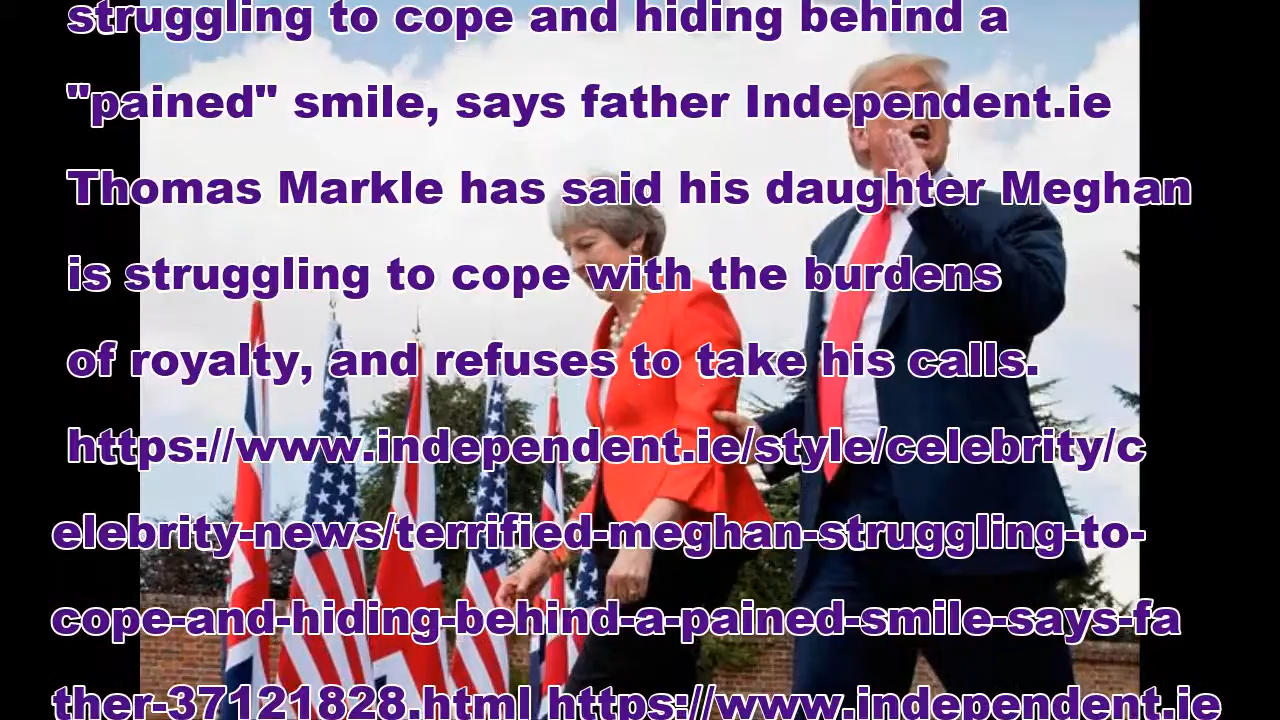 struggling to cope and hiding behind a
"pained" smile, says father Independent.ie
Thomas Markle has said his daughter Meghan
is struggling to cope with the burdens
of royalty, and refuses to take his calls.
https://www.independent.ie/style/celebrity/c
elebrity-news/terrified-meghan-struggling-to-
cope-and-hiding-behind-a-pained-smile-says-fa
ther-37121828.html https://www.independent.ie